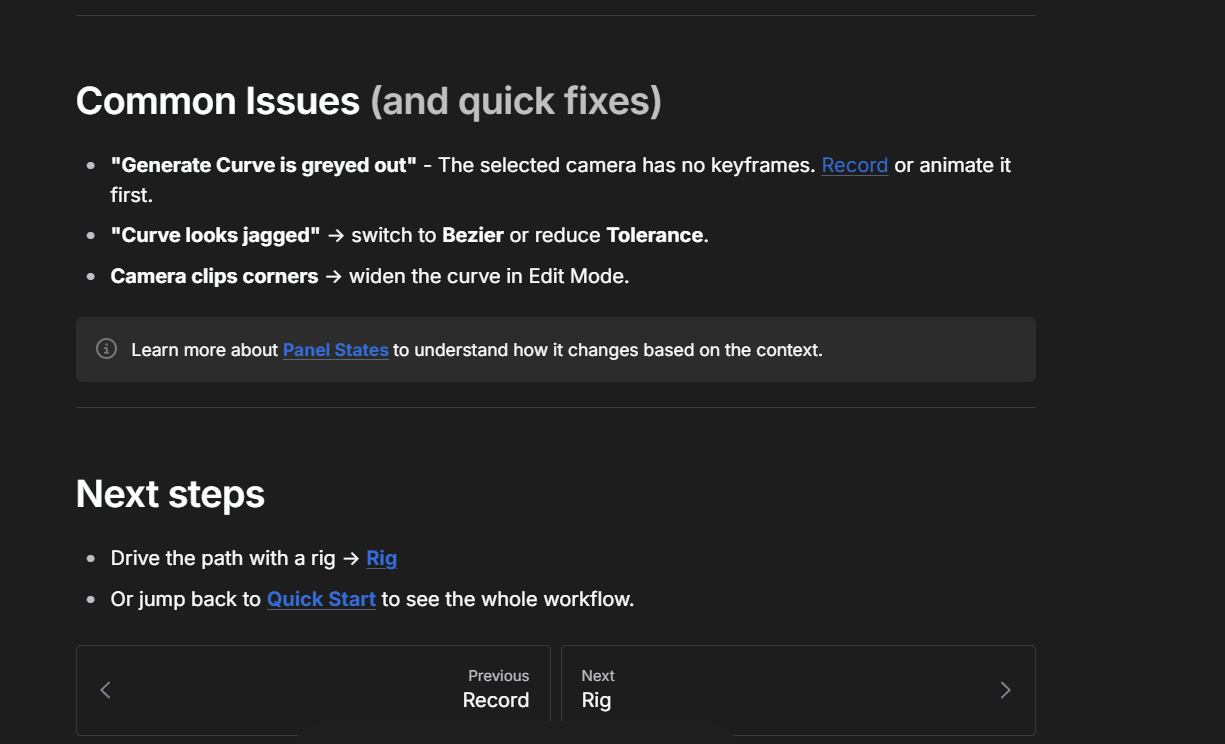 Common Issues (and quick fixes)
• "Generate Curve is greyed out" - The selected camera has no keyframes. Record or animate it
first.
• "Curve looks jagged" → switch to Bezier or reduce Tolerance.
• Camera clips corners → widen the curve in Edit Mode.
Learn more about Panel States to understand how it changes based on the context.
Next steps
• Drive the path with a rig → Rig
• Or jump back to Quick Start to see the whole workflow.
Previous
Record
Next
Rig